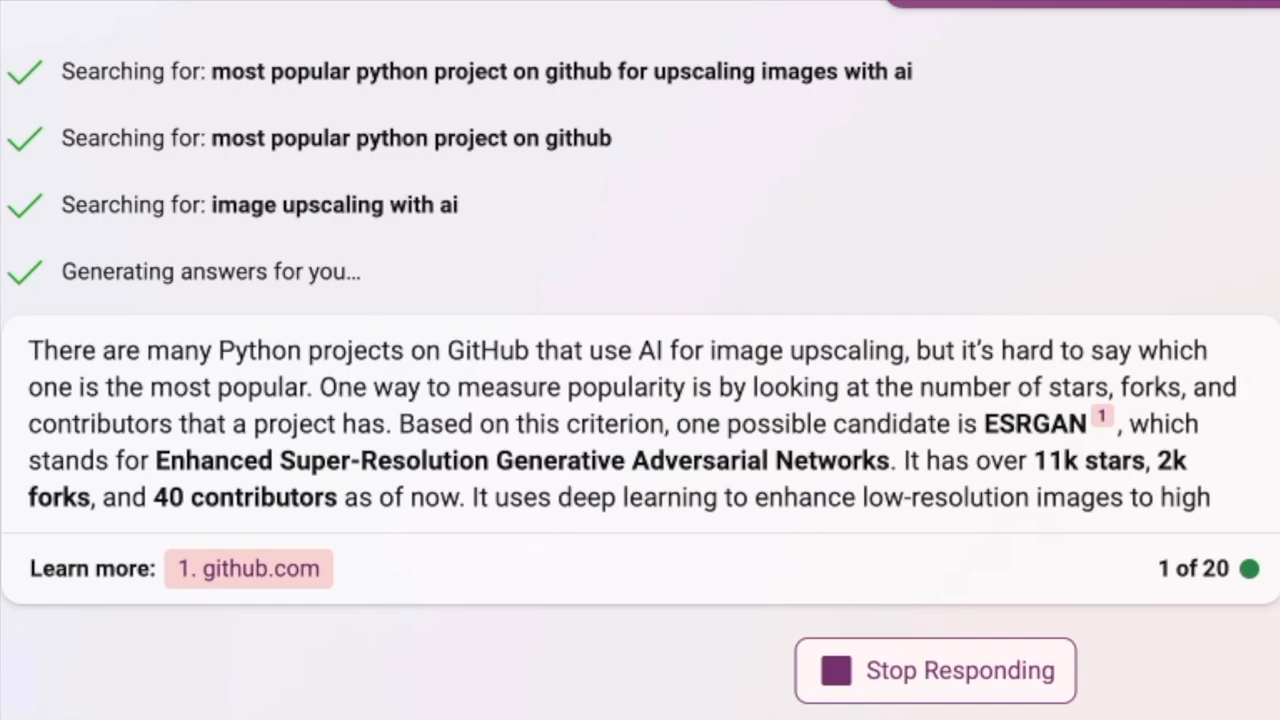 Searching for: most popular python project on github for upscaling images with ai
Searching for: most popular python project on github
Searching for: image upscaling with ai
Generating answers for you...
There are many Python projects on GitHub that use AI for image upscaling, but it’s hard to say which
one is the most popular. One way to measure popularity is by looking at the number of stars, forks, and
contributors that a project has. Based on this criterion, one possible candidate is ESRGAN 1 , which
stands for Enhanced Super-Resolution Generative Adversarial Networks. It has over 11k stars, 2k
forks, and 40 contributors as of now. It uses deep learning to enhance low-resolution images to high
Learn more: 1. github.com 1 of 20
Stop Responding